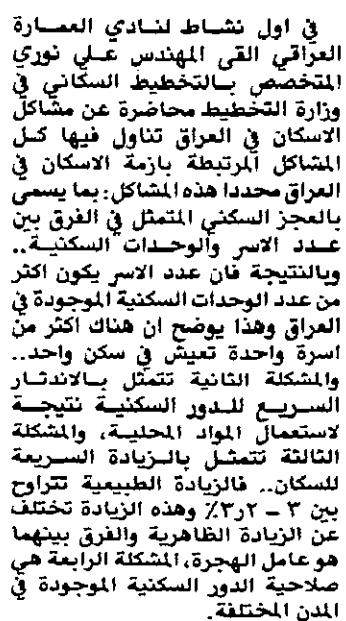 في اول نشاط لنادي العمارة
العراقي القى المهندس علي نوري
المتخصص بالتخطيط السكاني في
وزارة التخطيط محاضرة عن مشاكل
الاسكان في العراق تناول فيها كل
المشاكل المرتبطة بازمة الاسكان في
العراق محددا هذه المشاكل: بما يسمى
بالعجز السكني المتمثل في الفرق بين
عدد الاسر والوحدات السكنية..
وبالنتيجة فان عدد الاسر يكون اكثر
من عدد الوحدات السكنية الموجودة في
العراق وهذا يوضح ان هناك اكثر من
اسرة واحدة تعيش في سكن واحد..
والمشكلة الثانية تتمثل بالاندثار
السريع للدور السكنية نتيجة
لاستعمال المواد المحلية، والمشكلة
الثالثة تتمثل بالزيادة السريعة
للسكان.. فالزيادة الطبيعية تتراوح
بين ٣ - ٢ر٣٪ وهذه الزيادة تختلف
عن الزيادة الظاهرية والفرق بينهما
هو عامل الهجرة، المشكلة الرابعة هي
صلاحية الدور السكنية الموجودة في
المدن المختلفة.